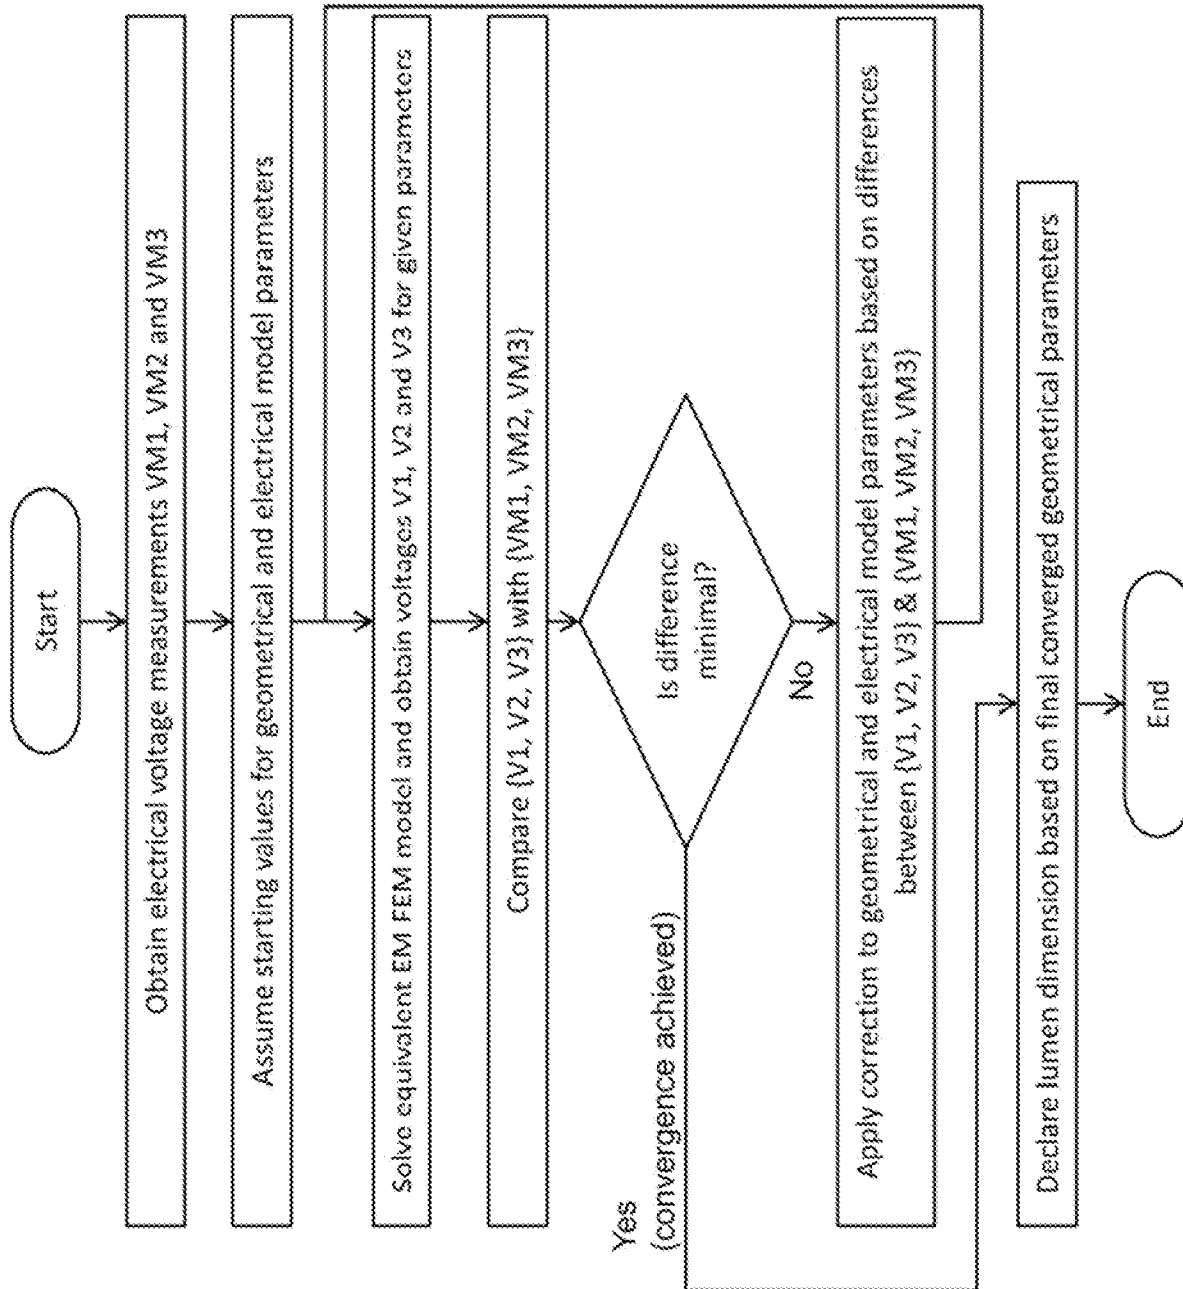 Start
Obtain electrical voltage measurements VM1, VM2 and VM3
Assume starting values for geometrical and electrical model parameters
Solve equivalent EM FEM model and obtain voltages V1, V2 and V3 for given parameters
Compare {V1, V2, V3} with {VM1, VM2, VM3}
Is difference
minimal?
Yes
(convergence achieved)
No
Apply correction to geometrical and electrical model parameters based on differences
between {V1, V2, V3} & {VM1, VM2, VM3}
Declare lumen dimension based on final converged geometrical parameters
End